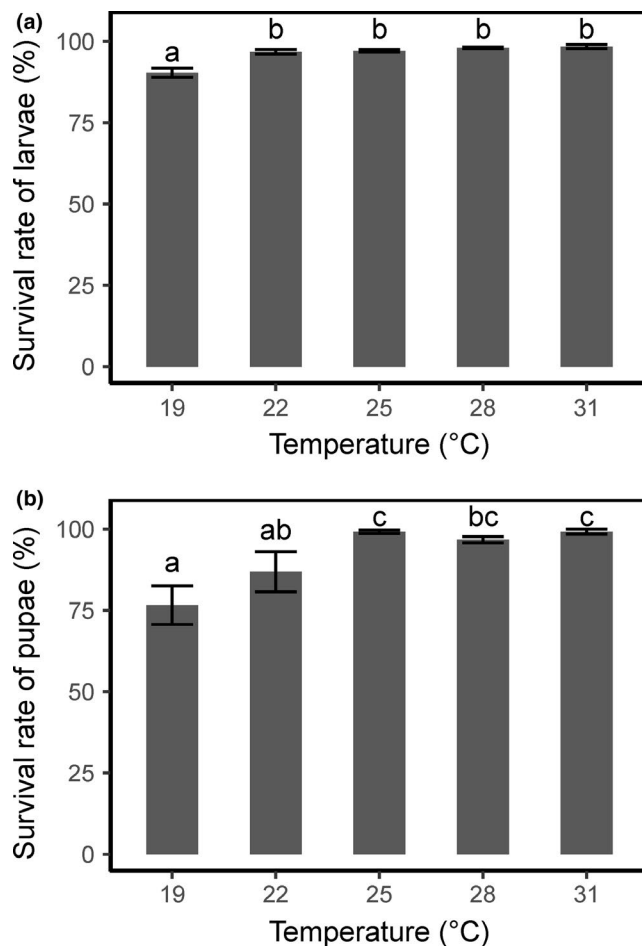 (a)
Survival rate of larvae (%)
100
75
50
25
0
a b b b b
19 22 25 28 31
Temperature (°C)
(b)
Survival rate of pupae (%)
100
75
50
25
0
a ab c bc c
19 22 25 28 31
Temperature (°C)